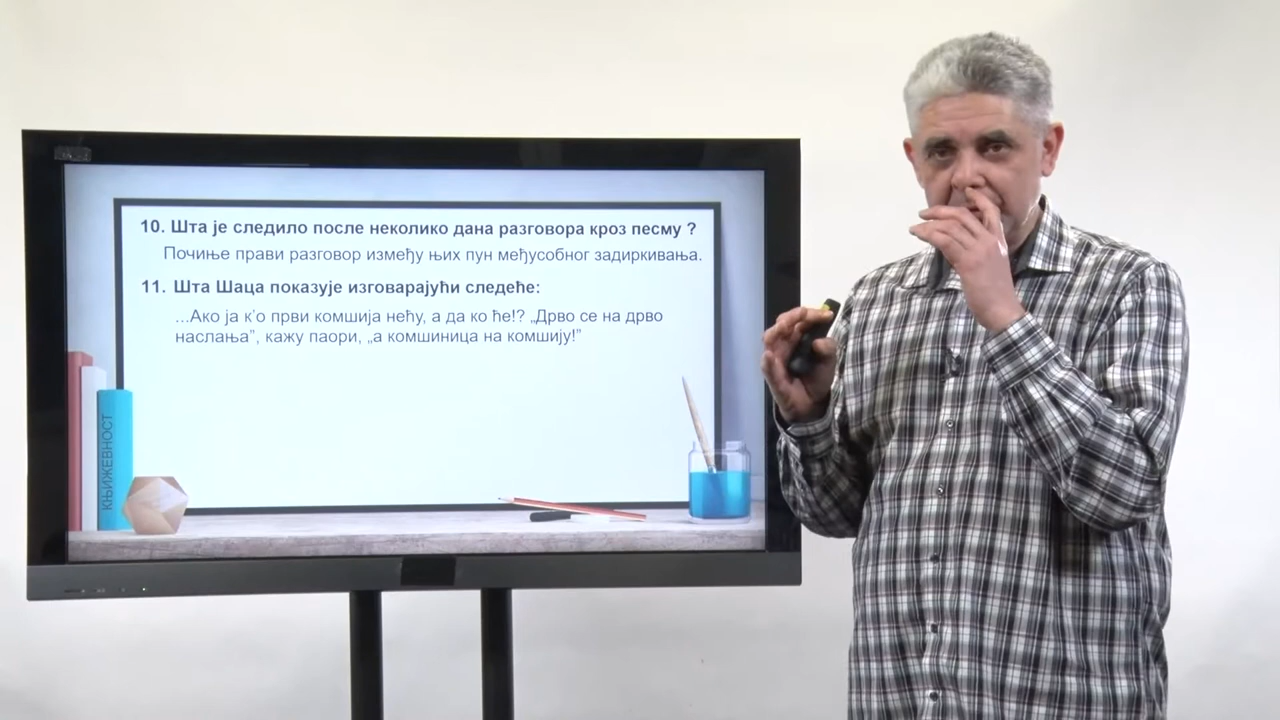 10. Шта је следило после неколико дана разговора кроз песму ?
Почиње прави разговор између њих пун међусобног задиркивања.
11. Шта Шаца показује изговарајући следеће:
...Ако ја к’о први комшија нећу, а да ко ће!? „Дрво се на дрво
наслања”, кажу паори, „а комшиница на комшију!”
КЊИЖЕВНОСТ